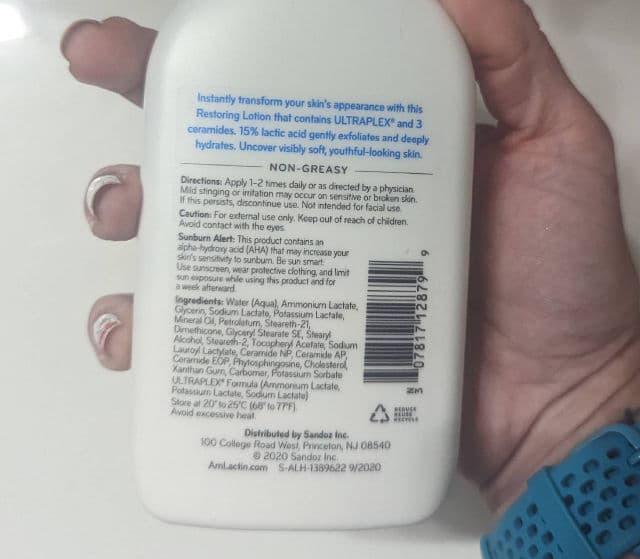 Instantly transform your skin's appearance with this
Restoring Lotion that contains ULTRAPLEX® and 3
ceramides. 15% lactic acid gently exfoliates and deeply
hydrates. Uncover visibly soft, youthful-looking skin.
NON-GREASY
Directions: Apply 1-2 times daily or as directed by a physician.
Mild stinging or irritation may occur on sensitive or broken skin.
If this persists, discontinue use. Not intended for facial use.
Caution: For external use only. Keep out of reach of children.
Avoid contact with the eyes.
Sunburn Alert: This product contains an
alpha-hydroxy acid (AHA) that may increase your
skin's sensitivity to sunburn. Be sun smart:
Use sunscreen, wear protective clothing, and limit
sun exposure while using this product and for
a week afterward.
Ingredients: Water (Aqua), Ammonium Lactate,
Glycerin, Sodium Lactate, Potassium Lactate,
Mineral Oil, Petrolatum, Steareth-21,
Dimethicone, Glyceryl Stearate SE, Stearyl
Alcohol, Steareth-2, Tocopheryl Acetate, Sodium
Lauroyl Lactylate, Ceramide NP, Ceramide AP,
Ceramide EOP, Phytosphingosine, Cholesterol,
Xanthan Gum, Carbomer, Potassium Sorbate
ULTRAPLEX® Formula (Ammonium Lactate,
Potassium Lactate, Sodium Lactate)
Store at 20° to 25°C (68° to 77°F).
Avoid excessive heat.
07817 12879 9
REDUCE
REUSE
RECYCLE
Distributed by Sandoz Inc.
100 College Road West, Princeton, NJ 08540
© 2020 Sandoz Inc.
AmLactin.com S-ALH-1389622 9/2020